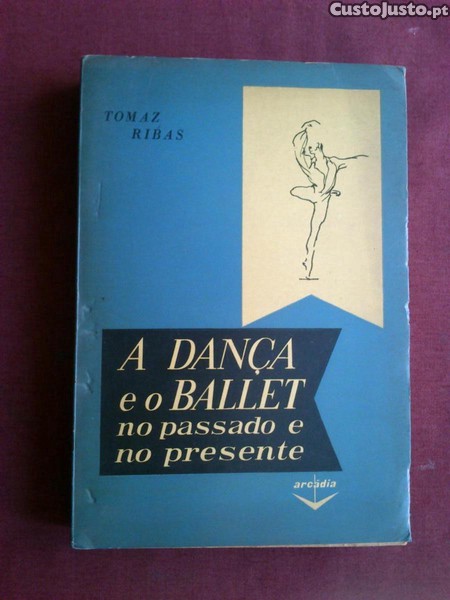 CustoJusto.pt
TOMAZ
RIBAS
A DANÇA
e o BALLET
no passado e
no presente
arcádia